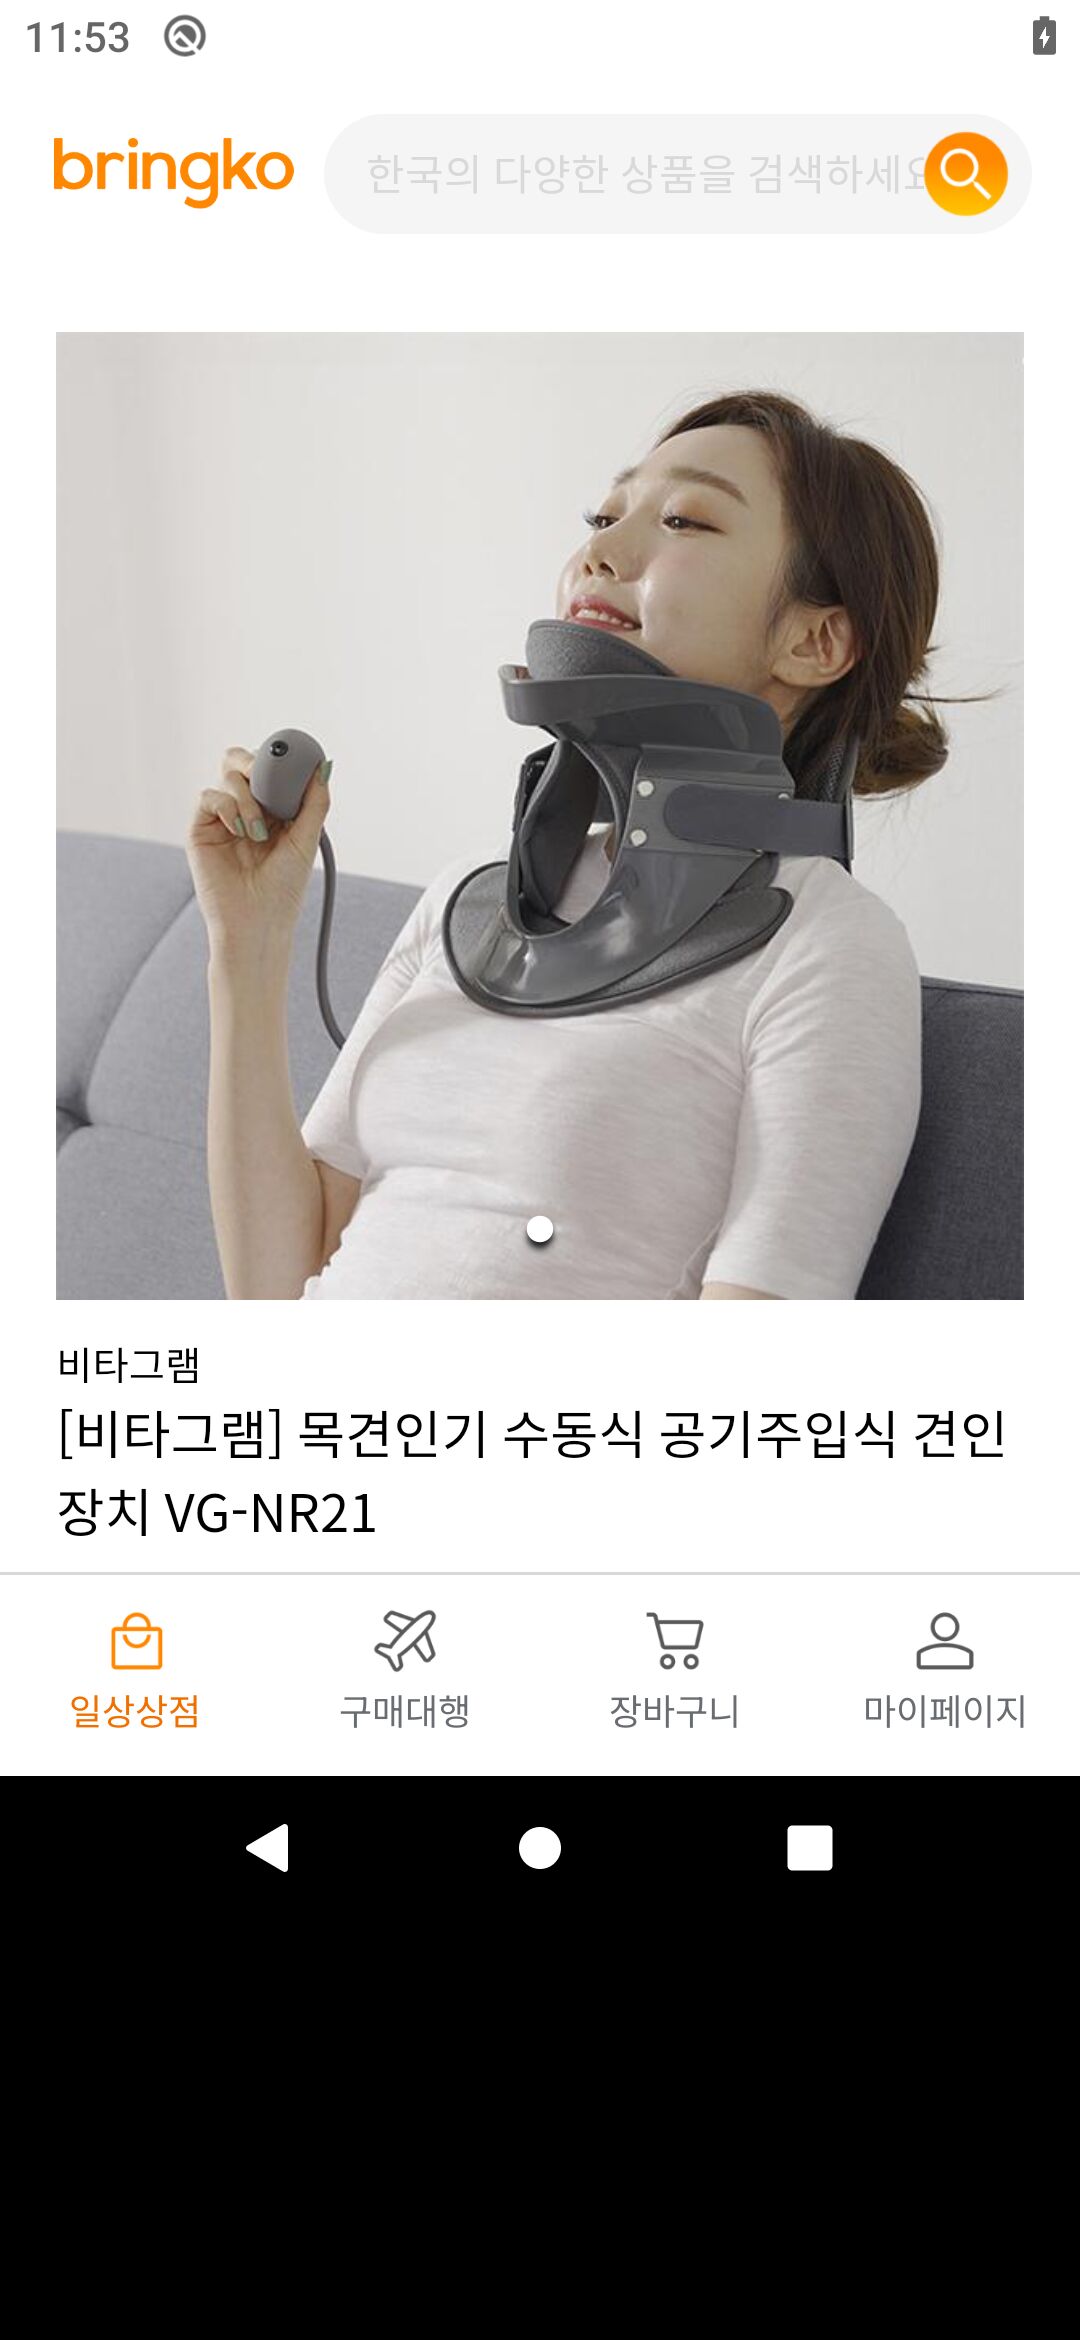 11:53
bringko
한국의 다양한 상품을 검색하세요
비타그램
[비타그램] 목견인기 수동식 공기주입식 견인
장치 VG-NR21
일상상점
구매대행
장바구니
마이페이지